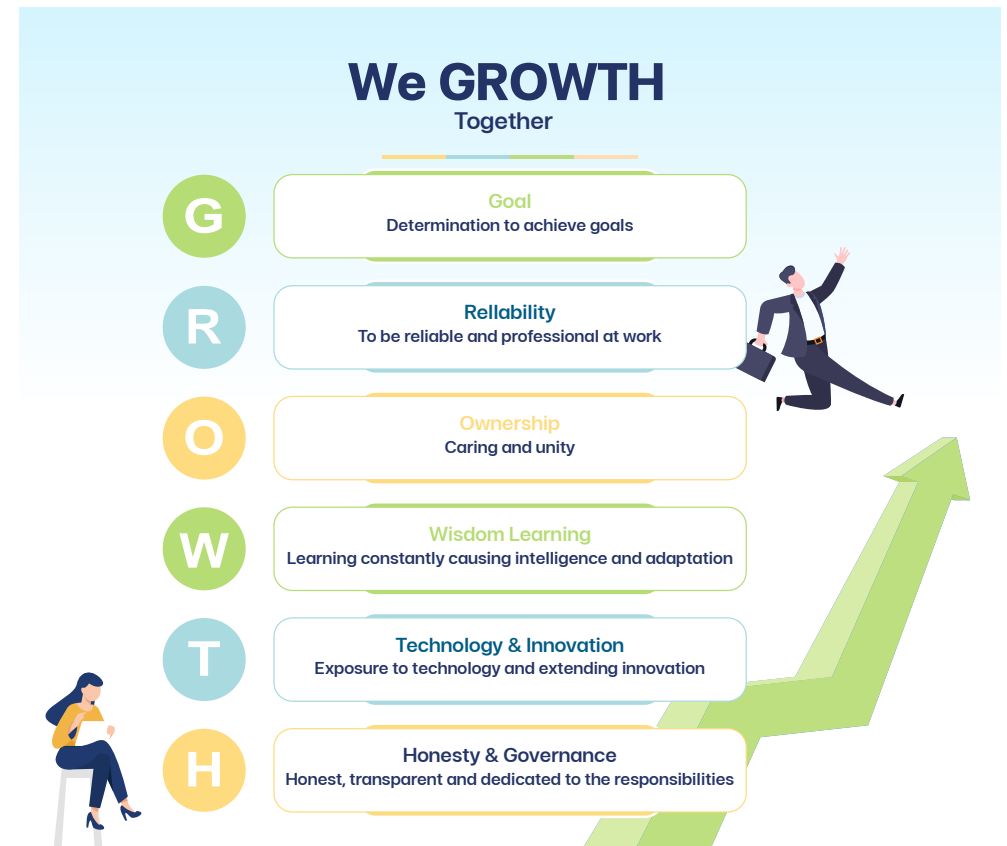 We GROWTH
Together
G
Goal
Determination to achieve goals
R
Rellability
To be reliable and professional at work
O
Ownership
Caring and unity
W
Wisdom Learning
Learning constantly causing intelligence and adaptation
T
Technology & Innovation
Exposure to technology and extending innovation
H
Honesty & Governance
Honest, transparent and dedicated to the responsibilities